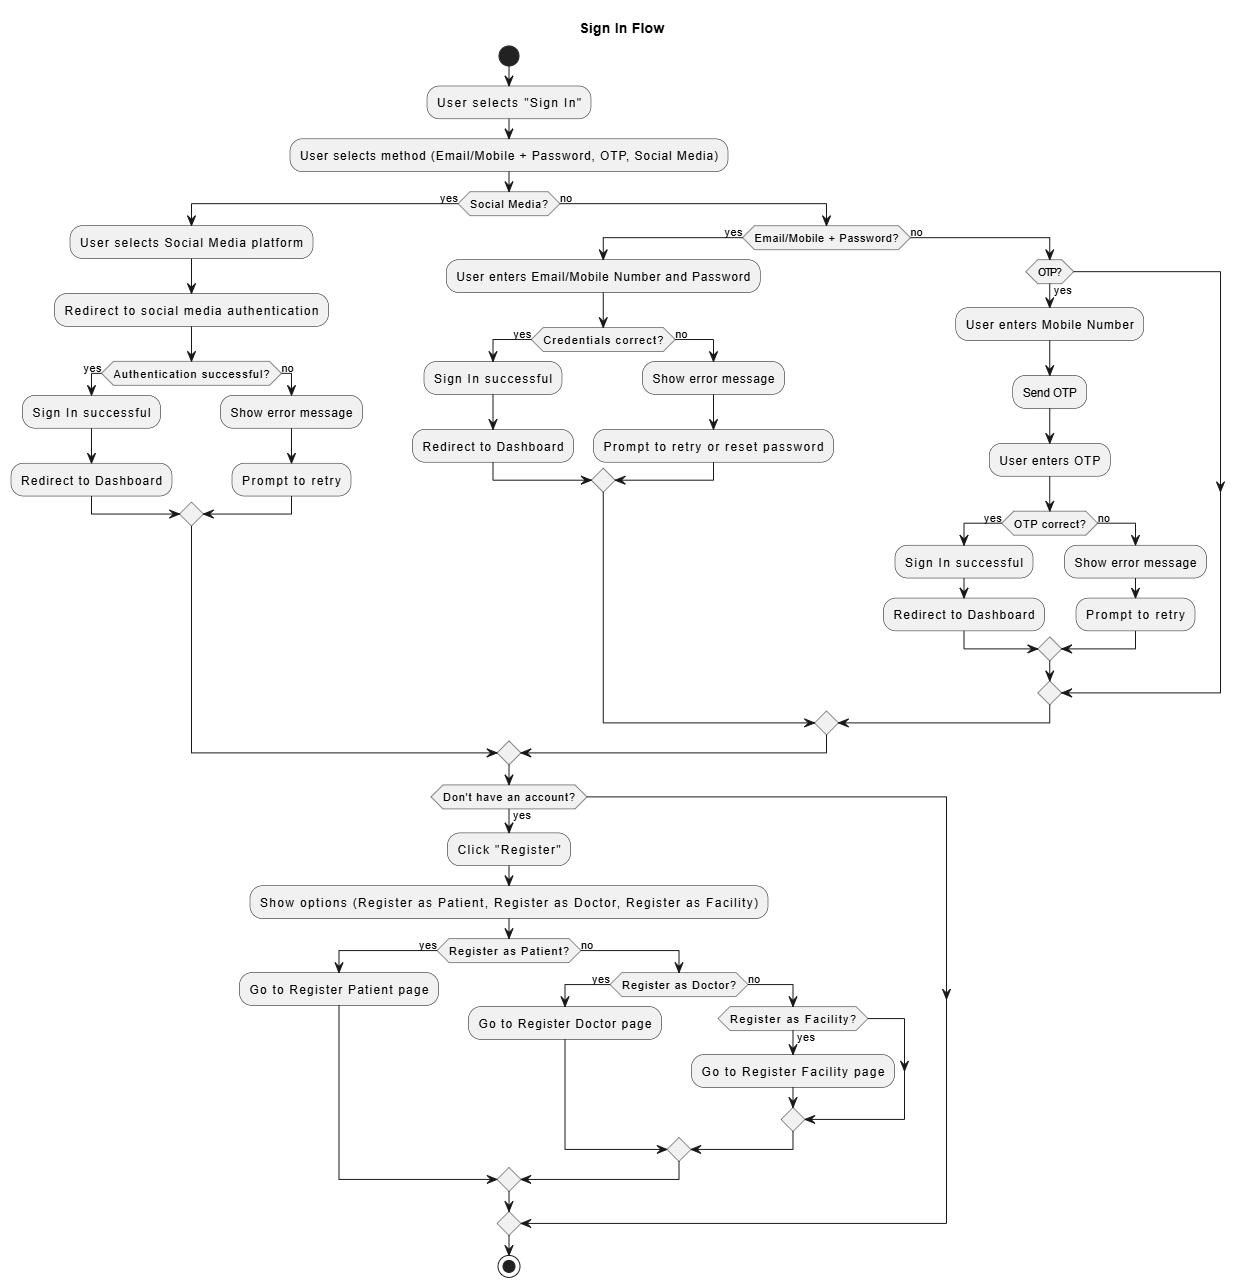 Sign In Flow
User selects "Sign In"
User selects method (Email/Mobile + Password, OTP, Social Media)
yes
Social Media?
no
User selects Social Media platform
Redirect to social media authentication
yes
Authentication successful?
no
Sign In successful
Redirect to Dashboard
Show error message
Prompt to retry
yes
Email/Mobile + Password?
no
User enters Email/Mobile Number and Password
yes
Credentials correct?
no
Sign In successful
Redirect to Dashboard
Show error message
Prompt to retry or reset password
OTP?
yes
User enters Mobile Number
Send OTP
User enters OTP
yes
OTP correct?
no
Sign In successful
Redirect to Dashboard
Show error message
Prompt to retry
Don't have an account?
yes
Click "Register"
Show options (Register as Patient, Register as Doctor, Register as Facility)
yes
Register as Patient?
no
Go to Register Patient page
yes
Register as Doctor?
no
Go to Register Doctor page
Register as Facility?
yes
Go to Register Facility page